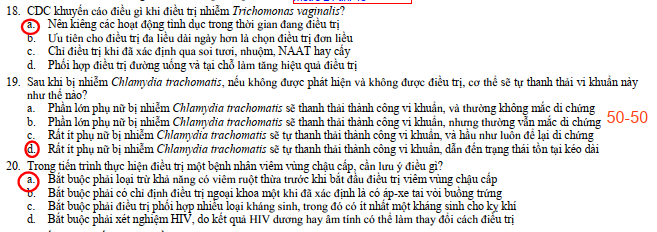 18. CDC khuyến cáo điều gì khi điều trị nhiễm Trichomonas vaginalis?
a. Nên kiêng các hoạt động tình dục trong thời gian đang điều trị
b. Ưu tiên cho điều trị đa liều dài ngày hơn là chọn điều trị đơn liều
c. Chỉ điều trị khi đã xác định qua soi tươi, nhuộm, NAAT hay cấy
d. Phối hợp điều trị đường uống và tại chỗ làm tăng hiệu quả điều trị
19. Sau khi bị nhiễm Chlamydia trachomatis, nếu không được phát hiện và không được điều trị, cơ thể sẽ tự thanh thải vi khuẩn này
như thế nào?
a. Phần lớn phụ nữ bị nhiễm Chlamydia trachomatis sẽ thanh thải thành công vi khuẩn, và thường không mắc di chứng
b. Phần lớn phụ nữ bị nhiễm Chlamydia trachomatis sẽ thanh thải thành công vi khuẩn, nhưng thường vẫn mắc di chứng 50-50
c. Rất ít phụ nữ bị nhiễm Chlamydia trachomatis sẽ tự thanh thải thành công vi khuẩn, và hầu như luôn để lại di chứng
d. Rất ít phụ nữ bị nhiễm Chlamydia trachomatis sẽ tự thanh thải thành công vi khuẩn, dẫn đến trạng thái tồn tại kéo dài
20. Trong tiến trình thực hiện điều trị một bệnh nhân viêm vùng chậu cấp, cần lưu ý điều gì?
a. Bắt buộc phải loại trừ khả năng có viêm ruột thừa trước khi bắt đầu điều trị viêm vùng chậu cấp
b. Bắt buộc phải có chỉ định điều trị ngoại khoa một khi đã xác định là có áp-xe tai vòi buồng trứng
c. Bắt buộc phải điều trị phối hợp nhiều loại kháng sinh, trong đó có ít nhất một kháng sinh cho kỵ khí
d. Bắt buộc phải xét nghiệm HIV, do kết quả HIV dương hay âm tính có thể làm thay đổi cách điều trị